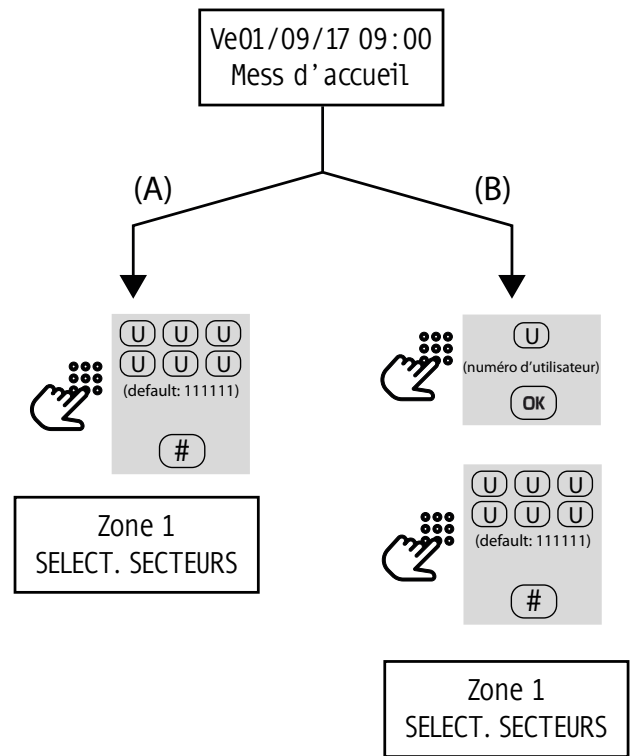 Ve01/09/17 09:00
Mess d'accueil
(A)
(B)
U U U
U U U
(default: 111111)
#
Zone 1
SELECT. SECTEURS
U
(numéro d'utilisateur)
OK
U U U
U U U
(default: 111111)
#
Zone 1
SELECT. SECTEURS